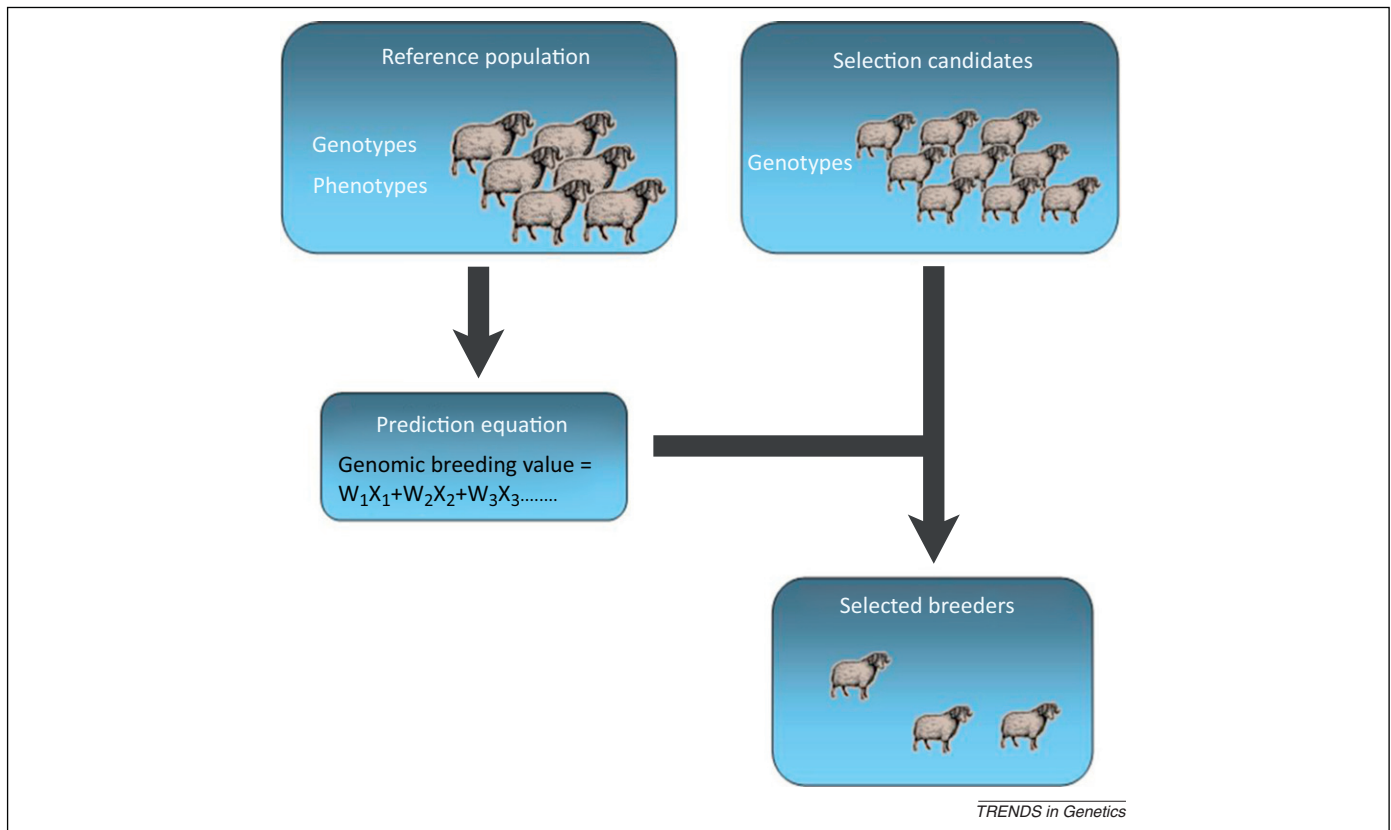 Reference population
Genotypes
Phenotypes
Selection candidates
Genotypes
Prediction equation
Genomic breeding value =
W₁X₁+W₂X₂+W₃X₃........
Selected breeders
TRENDS in Genetics